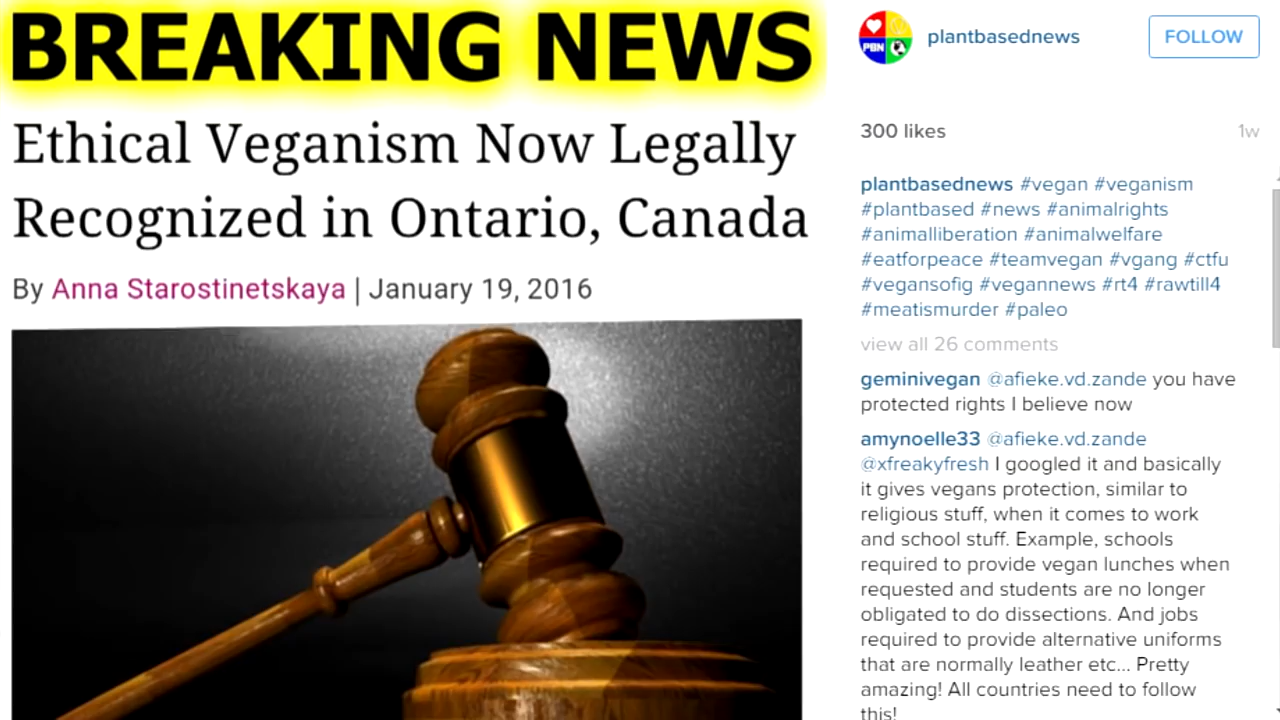 BREAKING NEWS
Ethical Veganism Now Legally
Recognized in Ontario, Canada
By Anna Starostinetskaya | January 19, 2016
PBN
plantbasednews
FOLLOW
300 likes
1w
plantbasednews #vegan #veganism
#plantbased #news #animalrights
#animalliberation #animalwelfare
#eatforpeace #teamvegan #vgang #ctfu
#vegansofig #vegannews #rt4 #rawtill4
#meatismurder #paleo
view all 26 comments
geminivegan @afieke.vd.zande you have
protected rights I believe now
amynoelle33 @afieke.vd.zande
@xfreakyfresh I googled it and basically
it gives vegans protection, similar to
religious stuff, when it comes to work
and school stuff. Example, schools
required to provide vegan lunches when
requested and students are no longer
obligated to do dissections. And jobs
required to provide alternative uniforms
that are normally leather etc... Pretty
amazing! All countries need to follow
this!